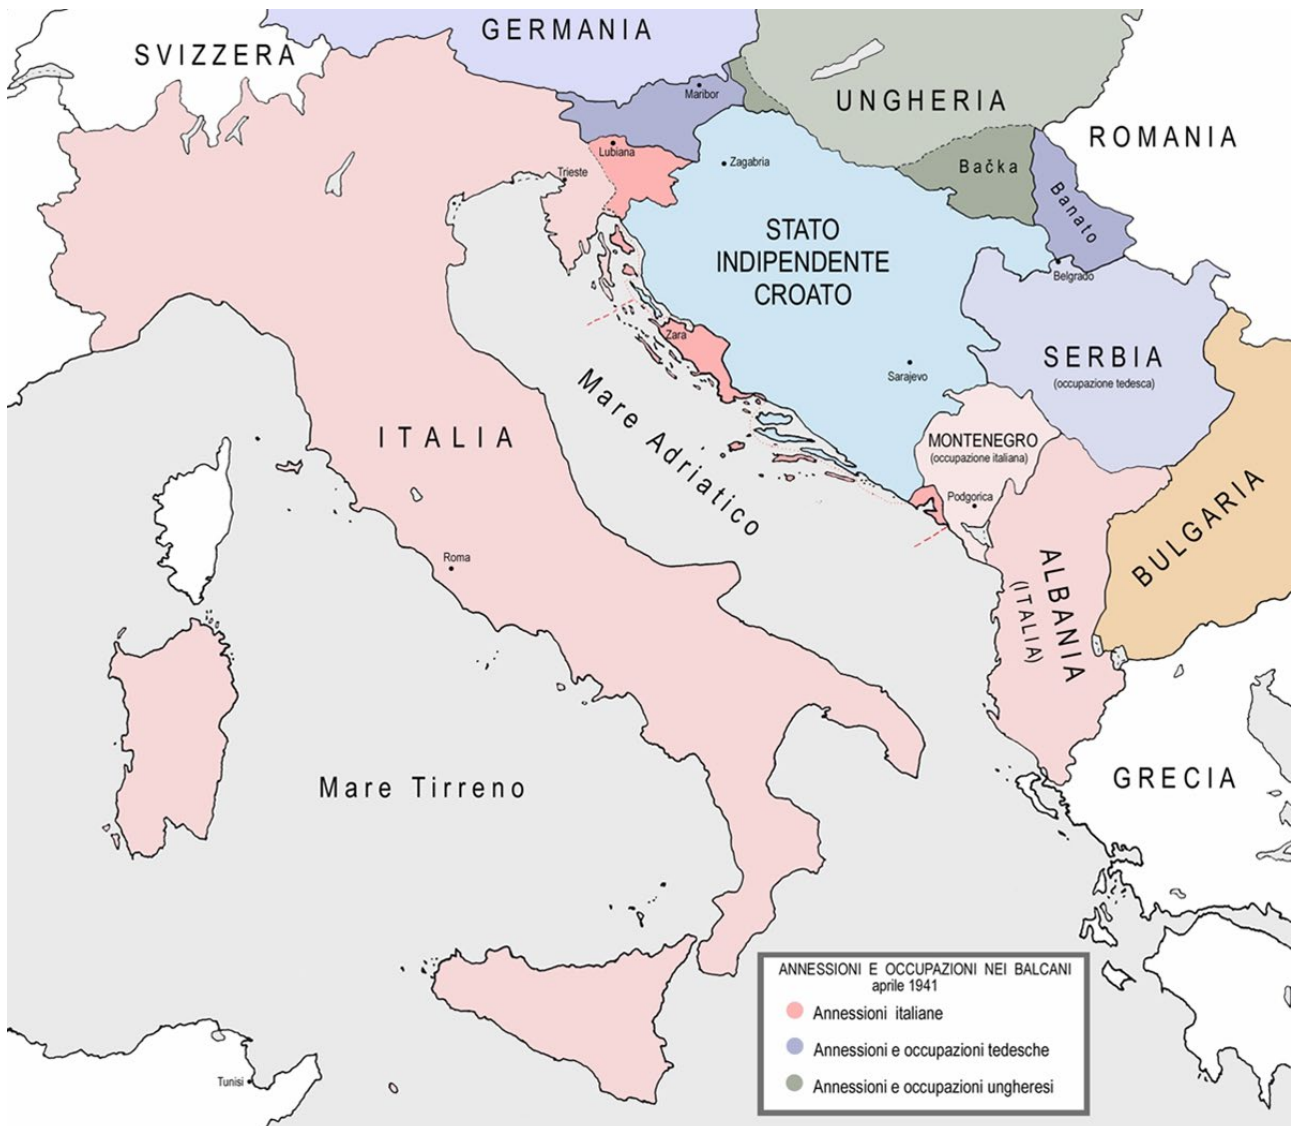 GERMANIA
SVIZZERA
Maribor
UNGHERIA
ROMANIA
Lubiana
Zagabria
Trieste
Bačka
Banato
STATO
INDIPENDENTE
CROATO
Belgrado
Zara
SERBIA
(occupazione tedesca)
Sarajevo
Mare Adriatico
ITALIA
MONTENEGRO
(occupazione italiana)
Podgorica
BULGARIA
Roma
ALBANIA
(ITALIA)
Mare Tirreno
GRECIA
ANNESSIONI E OCCUPAZIONI NEI BALCANI
aprile 1941
Annessioni italiane
Annessioni e occupazioni tedesche
Annessioni e occupazioni ungheresi
Tunisi